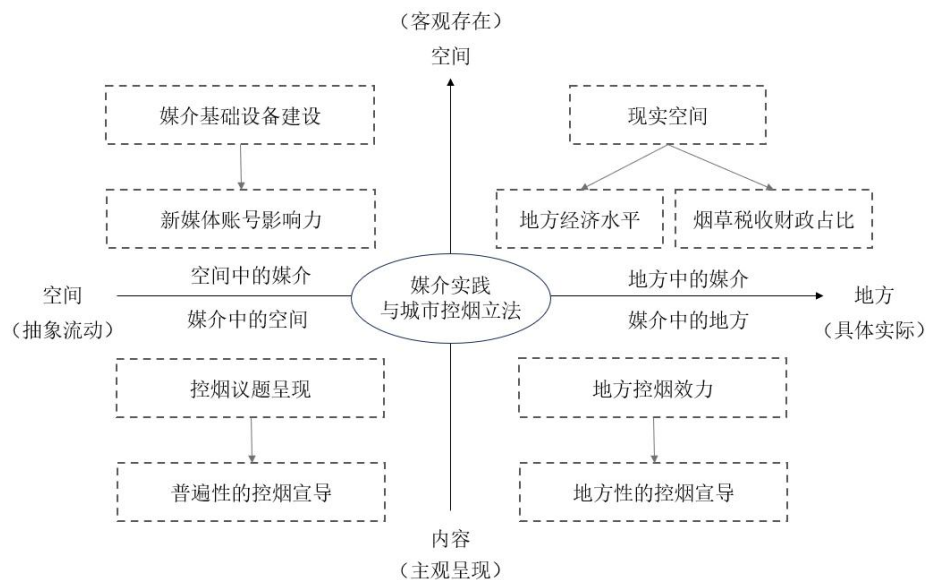 （客观存在）
空间
媒介基础设备建设
现实空间
新媒体账号影响力
地方经济水平
烟草税收财政占比
空间中的媒介
地方中的媒介
空间
（抽象流动）
媒介实践
与城市控烟立法
地方
（具体实际）
媒介中的空间
媒介中的地方
控烟议题呈现
地方控烟效力
普遍性的控烟宣导
地方性的控烟宣导
内容
（主观呈现）